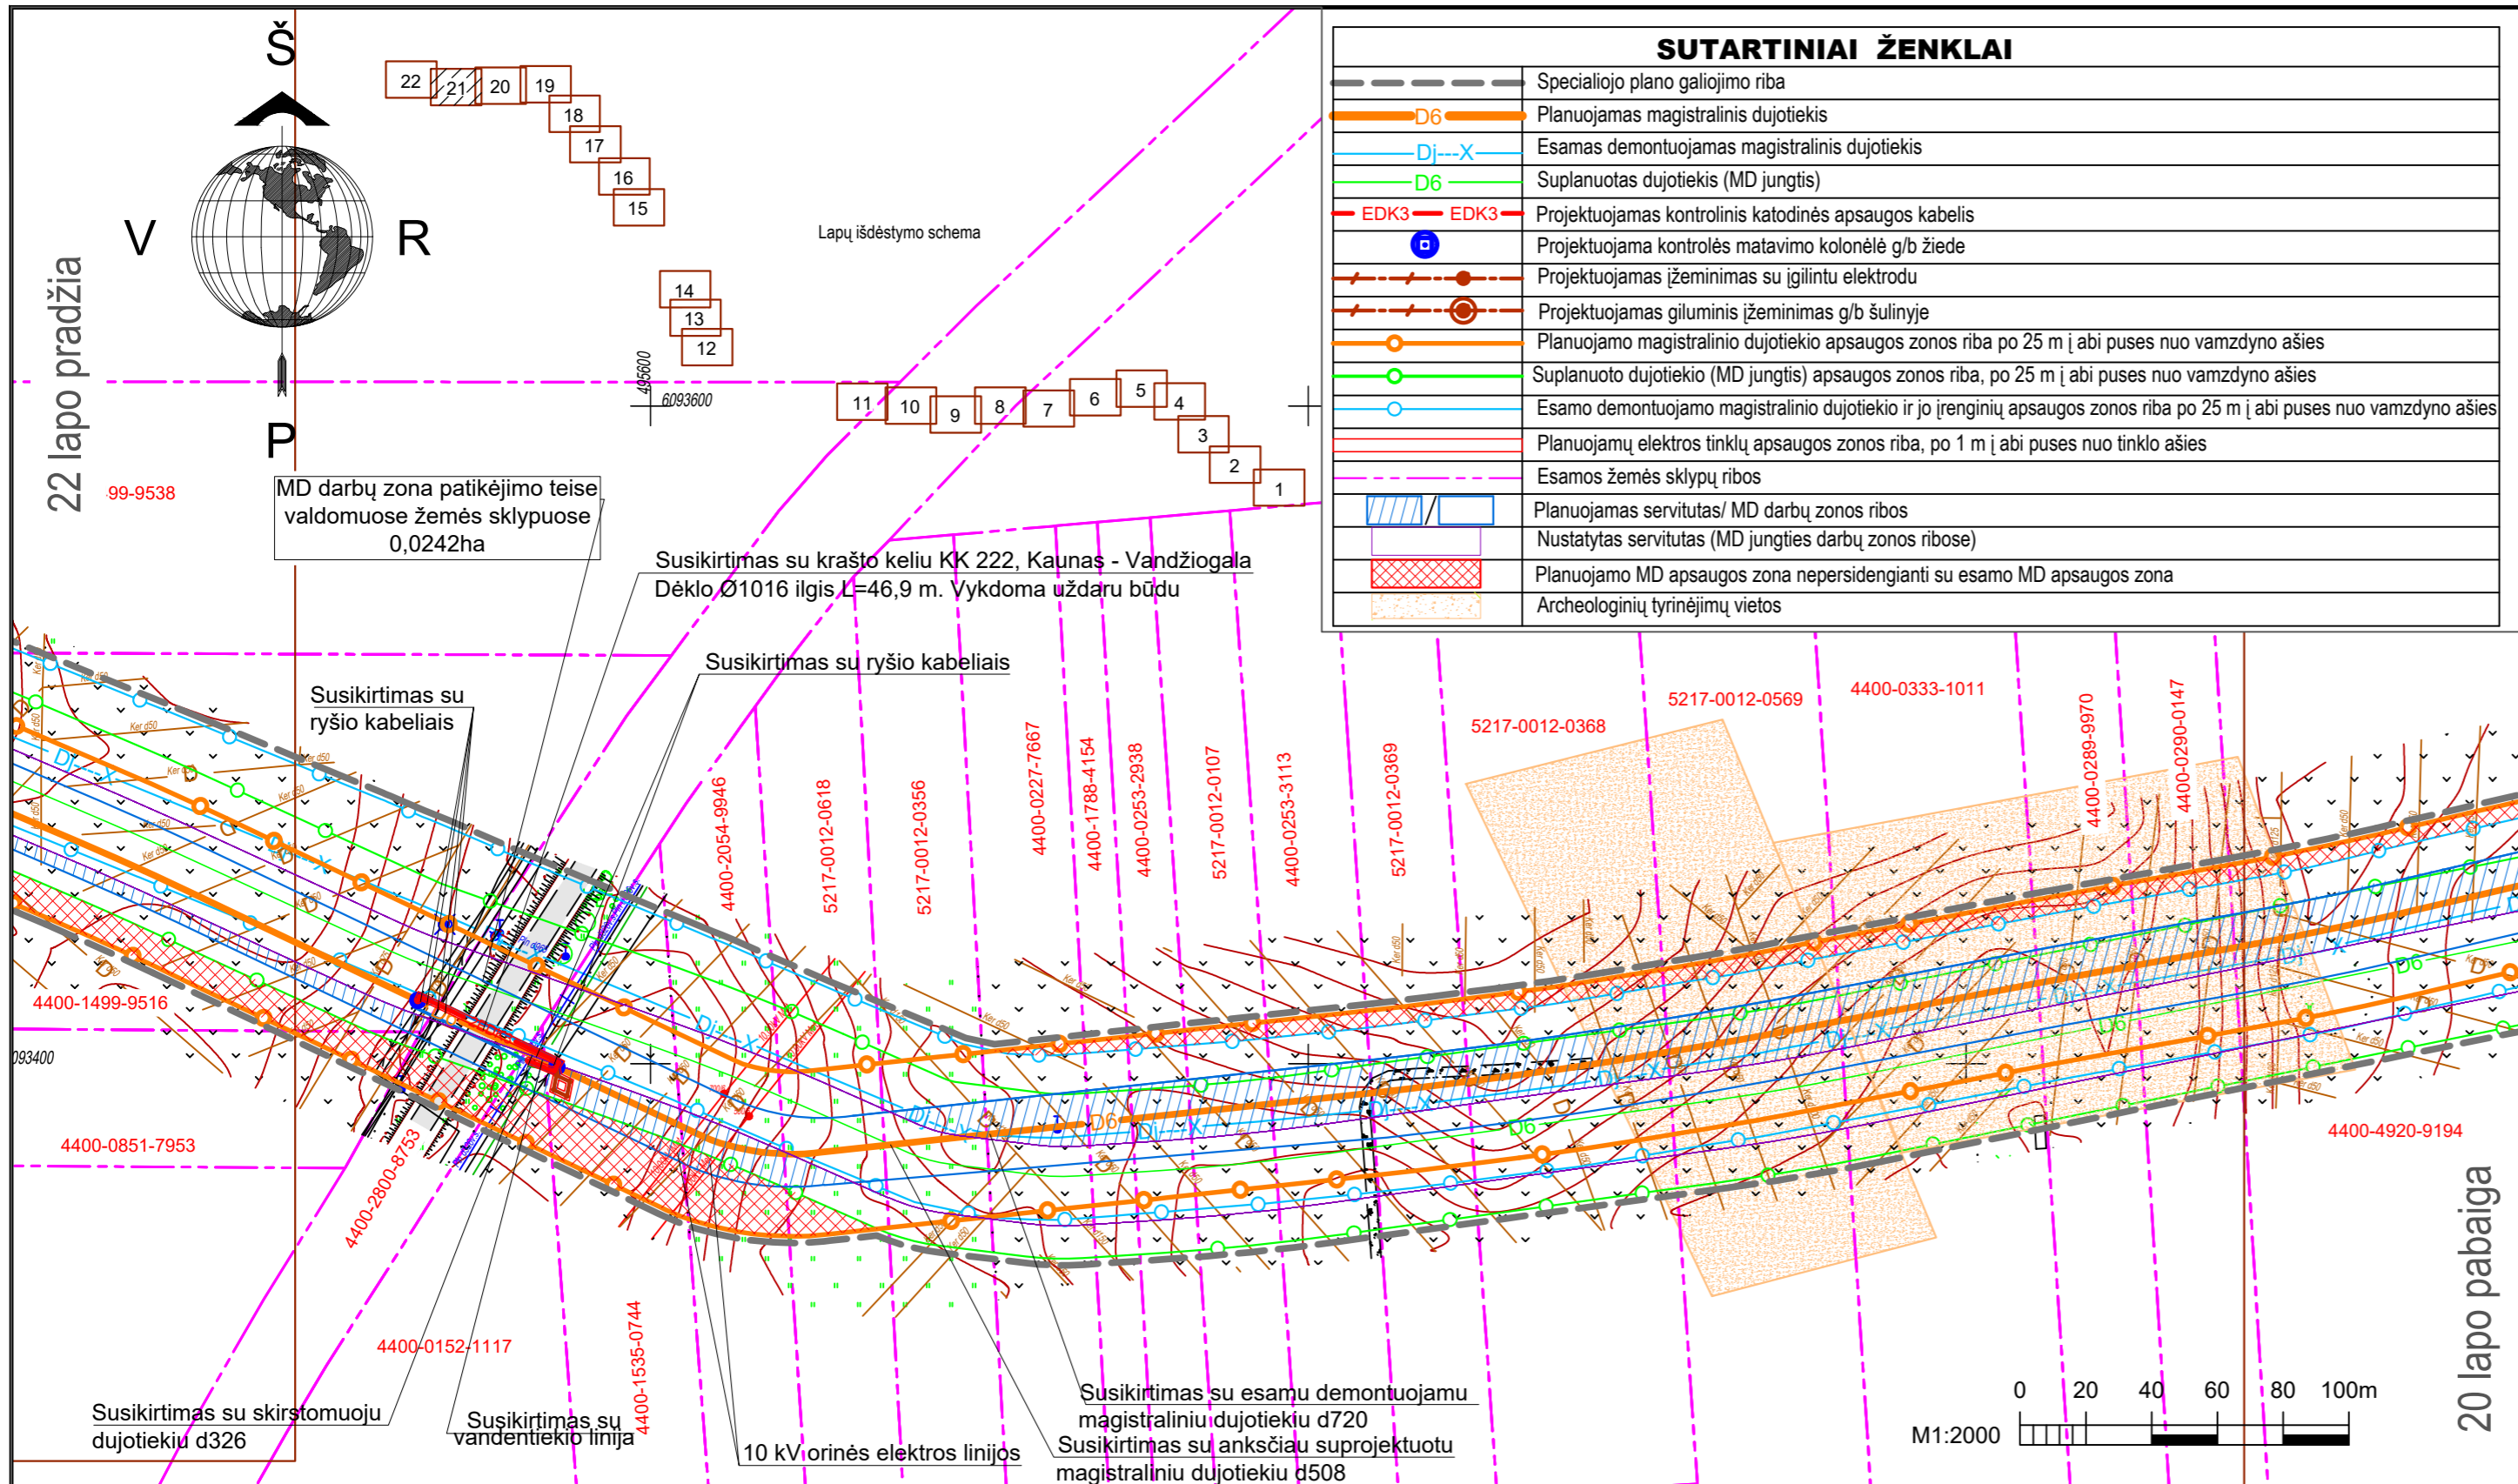 Š
V
R
P
22 lapo pradžia
22
21
20
19
18
17
16
15
14
13
12
11
10
9
8
7
6
5
4
3
2
1
Lapų išdėstymo schema
495600
6093600
SUTARTINIAI ŽENKLAI
Specialiojo plano galiojimo riba
D6 Planuojamas magistralinis dujotiekis
Dj---X Esamas demontuojamas magistralinis dujotiekis
D6 Suplanuotas dujotiekis (MD jungtis)
EDK3 EDK3 Projektuojamas kontrolinis katodinės apsaugos kabelis
Projektuojama kontrolės matavimo kolonėlė g/b žiede
Projektuojamas įžeminimas su įgilintu elektrodu
Projektuojamas giluminis įžeminimas g/b šulinyje
Planuojamo magistralinio dujotiekio apsaugos zonos riba po 25 m į abi puses nuo vamzdyno ašies
Suplanuoto dujotiekio (MD jungtis) apsaugos zonos riba, po 25 m į abi puses nuo vamzdyno ašies
Esamo demontuojamo magistralinio dujotiekio ir jo įrenginių apsaugos zonos riba po 25 m į abi puses nuo vamzdyno ašies
Planuojamų elektros tinklų apsaugos zonos riba, po 1 m į abi puses nuo tinklo ašies
Esamos žemės sklypų ribos
/ Planuojamas servitutas/ MD darbų zonos ribos
Nustatytas servitutas (MD jungties darbų zonos ribose)
Planuojamo MD apsaugos zona nepersidengianti su esamo MD apsaugos zona
Archeologinių tyrinėjimų vietos
99-9538
MD darbų zona patikėjimo teise
valdomuose žemės sklypuose
0,0242ha
Susikirtimas su krašto keliu KK 222, Kaunas - Vandžiogala
Dėklo Ø1016 ilgis L=46,9 m. Vykdoma uždaru būdu
Susikirtimas su ryšio kabeliais
Susikirtimas su
ryšio kabeliais
4400-2054-9946
5217-0012-0618
5217-0012-0356
4400-0227-7667
4400-1788-4154
4400-0253-2938
5217-0012-0107
4400-0253-3113
5217-0012-0369
5217-0012-0368
5217-0012-0569
4400-0333-1011
4400-0289-9970
4400-0290-0147
4400-1499-9516
093400
4400-0851-7953
4400-2800-8753
4400-0152-1117
4400-1535-0744
4400-4920-9194
Dj---X
Dj---X
Dj---X
Dj---X
D6
D6
D6
D6
Ker d50
Susikirtimas su skirstomuoju
dujotiekiu d326
Susikirtimas su
vandentiekio linija
10 kV orinės elektros linijos
Susikirtimas su esamu demontuojamu
magistraliniu dujotiekiu d720
Susikirtimas su anksčiau suprojektuotu
magistraliniu dujotiekiu d508
M1:2000
0 20 40 60 80 100m
20 lapo pabaiga